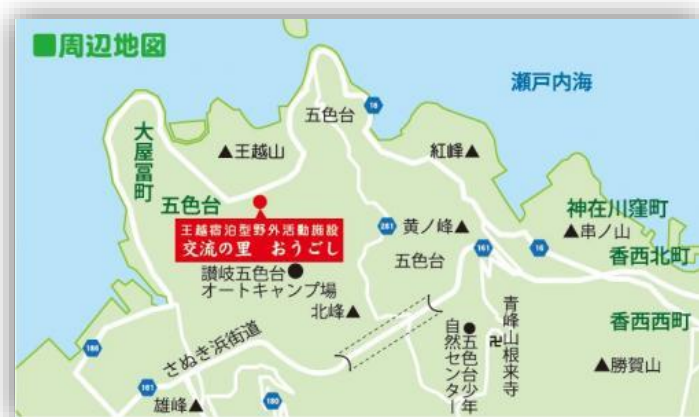 ■周辺地図
瀬戸内海
五色台
16
大屋冨町
▲王越山
紅峰▲
五色台
王越宿泊型野外活動施設
交流の里 おうごし
281
黄ノ峰▲
神在川窪町
▲串ノ山
161
16
香西北町
讃岐五色台
オートキャンプ場
五色台
北峰▲
香西西町
さぬき浜街道
186
161
180
雄峰▲
五色台少年
自然センター
青峰山根来寺
卍
▲勝賀山